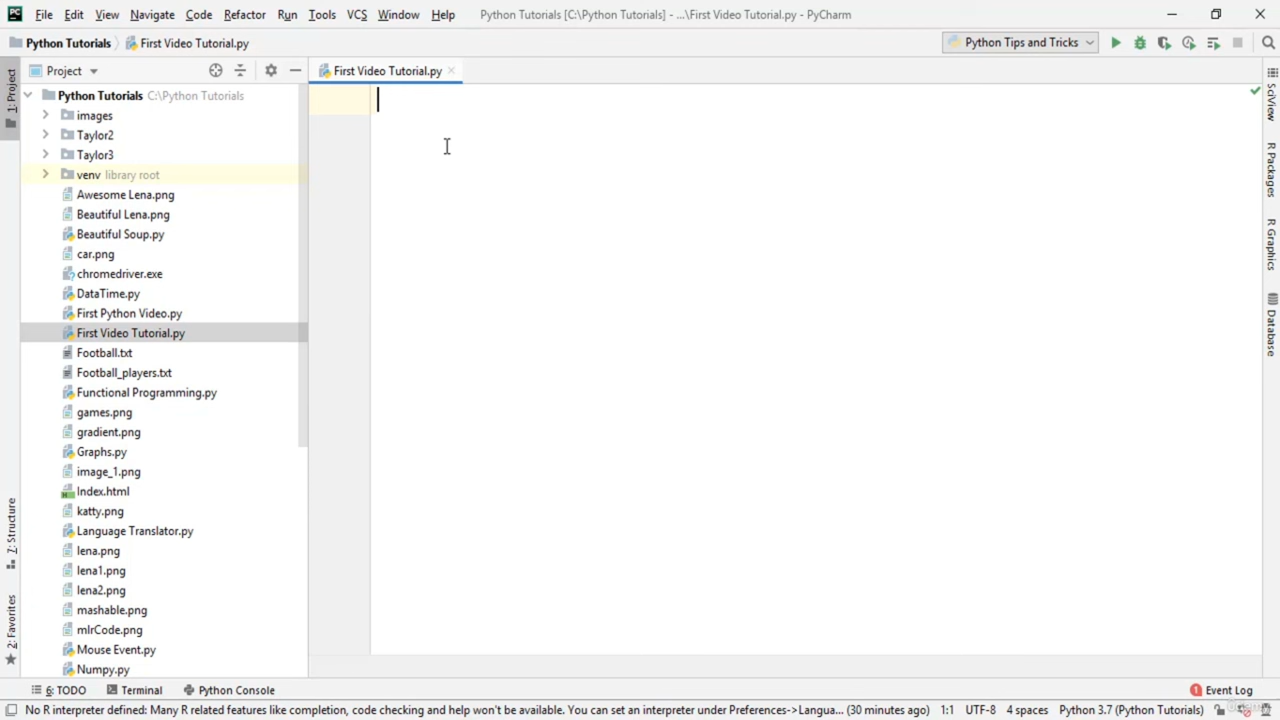 PC File Edit View Navigate Code Refactor Run Tools VCS Window Help Python Tutorials [C:\Python Tutorials] - ...\First Video Tutorial.py - PyCharm
Python Tutorials First Video Tutorial.py Python Tips and Tricks
1: Project
Project
First Video Tutorial.py
Python Tutorials C:\Python Tutorials
images
Taylor2
Taylor3
venv library root
Awesome Lena.png
Beautiful Lena.png
Beautiful Soup.py
car.png
chromedriver.exe
DataTime.py
First Python Video.py
First Video Tutorial.py
Football.txt
Football_players.txt
Functional Programming.py
games.png
gradient.png
Graphs.py
image_1.png
Index.html
katty.png
Language Translator.py
lena.png
lena1.png
lena2.png
mashable.png
mlrCode.png
Mouse Event.py
Numpy.py
7: Structure
2: Favorites
SciView
R Packages
R Graphics
Database
6: TODO Terminal Python Console 1 Event Log
No R interpreter defined: Many R related features like completion, code checking and help won't be available. You can set an interpreter under Preferences->Langua... (30 minutes ago) 1:1 UTF-8 4 spaces Python 3.7 (Python Tutorials)